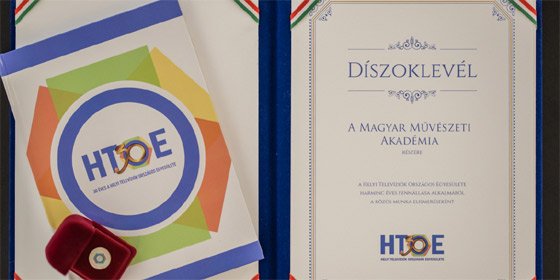 HTOE
30 ÉVES A HELYI TELEVÍZIÓK ORSZÁGOS EGYESÜLETE
DÍSZOKLEVÉL
A MAGYAR MŰVÉSZETI
AKADÉMIA
RÉSZÉRE
A HELYI TELEVÍZIÓK ORSZÁGOS EGYESÜLETE
HARMINC ÉVES FENNÁLLÁSA ALKALMÁBÓL
A KÖZÖS MUNKA ELISMERÉSEKÉNT
HTOE
HELYI TELEVÍZIÓK ORSZÁGOS EGYESÜLETE